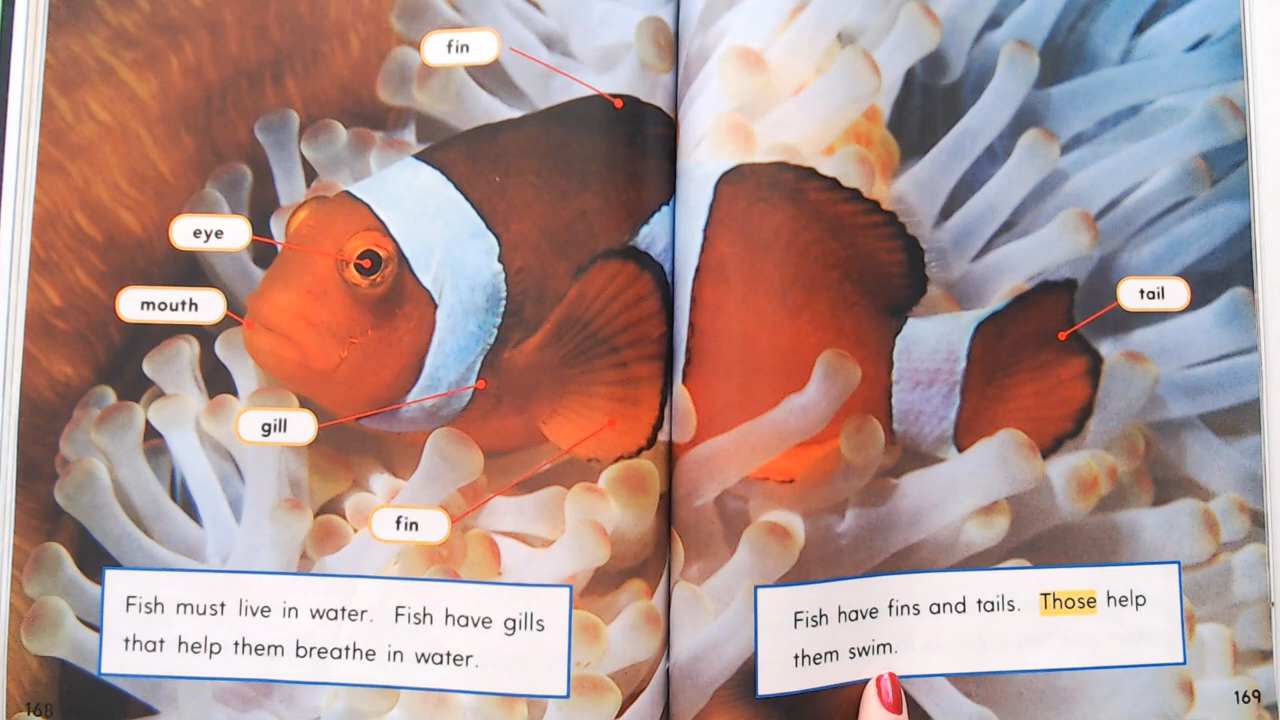 fin
eye
mouth
gill
fin
Fish must live in water. Fish have gills
that help them breathe in water.
168
tail
Fish have fins and tails. Those help
them swim.
169